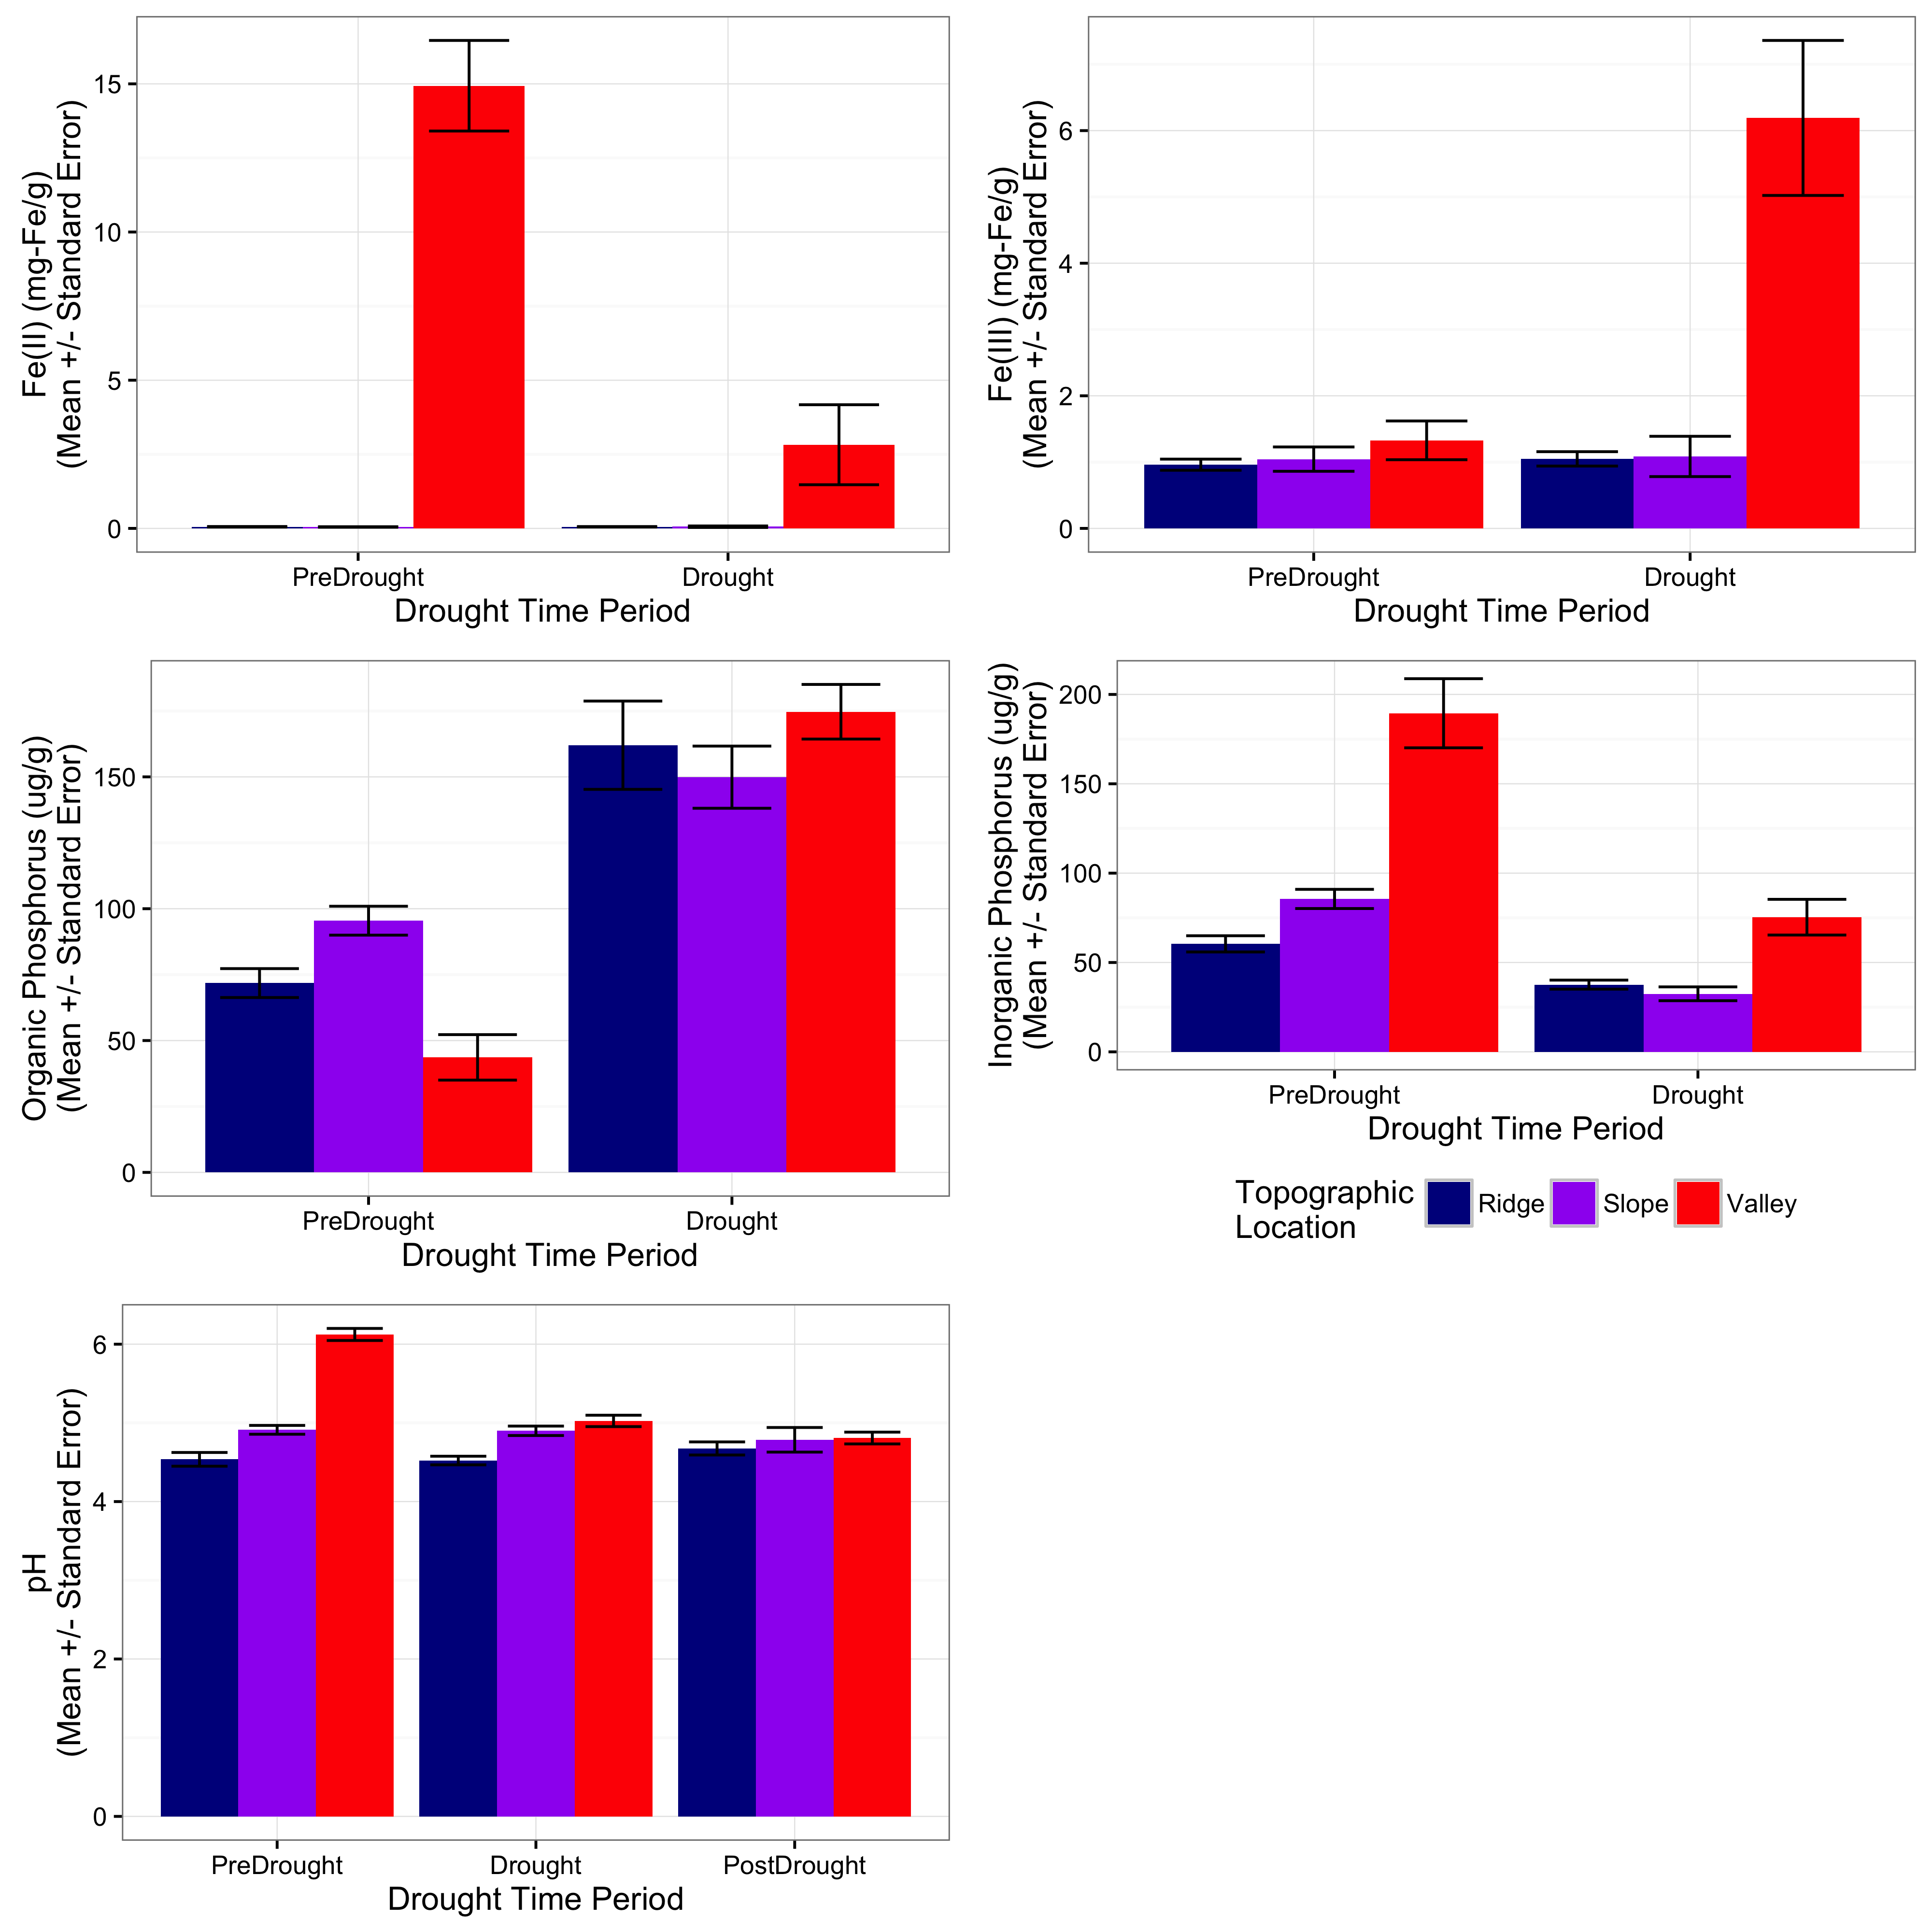 Fe(II) (mg-Fe/g)
(Mean +/- Standard Error)
15
10
5
0
PreDrought Drought
Drought Time Period
Fe(III) (mg-Fe/g)
(Mean +/- Standard Error)
6
4
2
0
PreDrought Drought
Drought Time Period
Organic Phosphorus (ug/g)
(Mean +/- Standard Error)
150
100
50
0
PreDrought Drought
Drought Time Period
Inorganic Phosphorus (ug/g)
(Mean +/- Standard Error)
200
150
100
50
0
PreDrought Drought
Drought Time Period
Topographic
Location
Ridge Slope Valley
pH
(Mean +/- Standard Error)
6
4
2
0
PreDrought Drought PostDrought
Drought Time Period